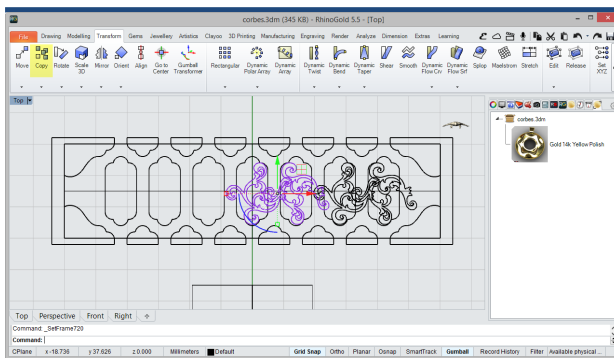 corbes.3dm (345 KB) - RhinoGold 5.5 - [Top]
File Drawing Modelling Transform Gems Jewellery Artistics Clayoo 3D Printing Manufacturing Engraving Render Analyze Dimension Extras Learning
Move Copy Rotate Scale 3D Mirror Orient Align Go to Center Gumball Transformer Rectangular Dynamic Polar Array Dynamic Array Dynamic Twist Dynamic Bend Dynamic Taper Shear Smooth Dynamic Flow Crv Dynamic Flow Srf Splop Maelstrom Stretch Edit Release Set XYZ
Top
corbes.3dm
Gold 14k Yellow Polish
Top Perspective Front Right
Command: _SetFrame720
Command:
CPlane x -18.736 y 37.626 z 0.000 Millimeters Default Grid Snap Ortho Planar Osnap SmartTrack Gumball Record History Filter Available physical...